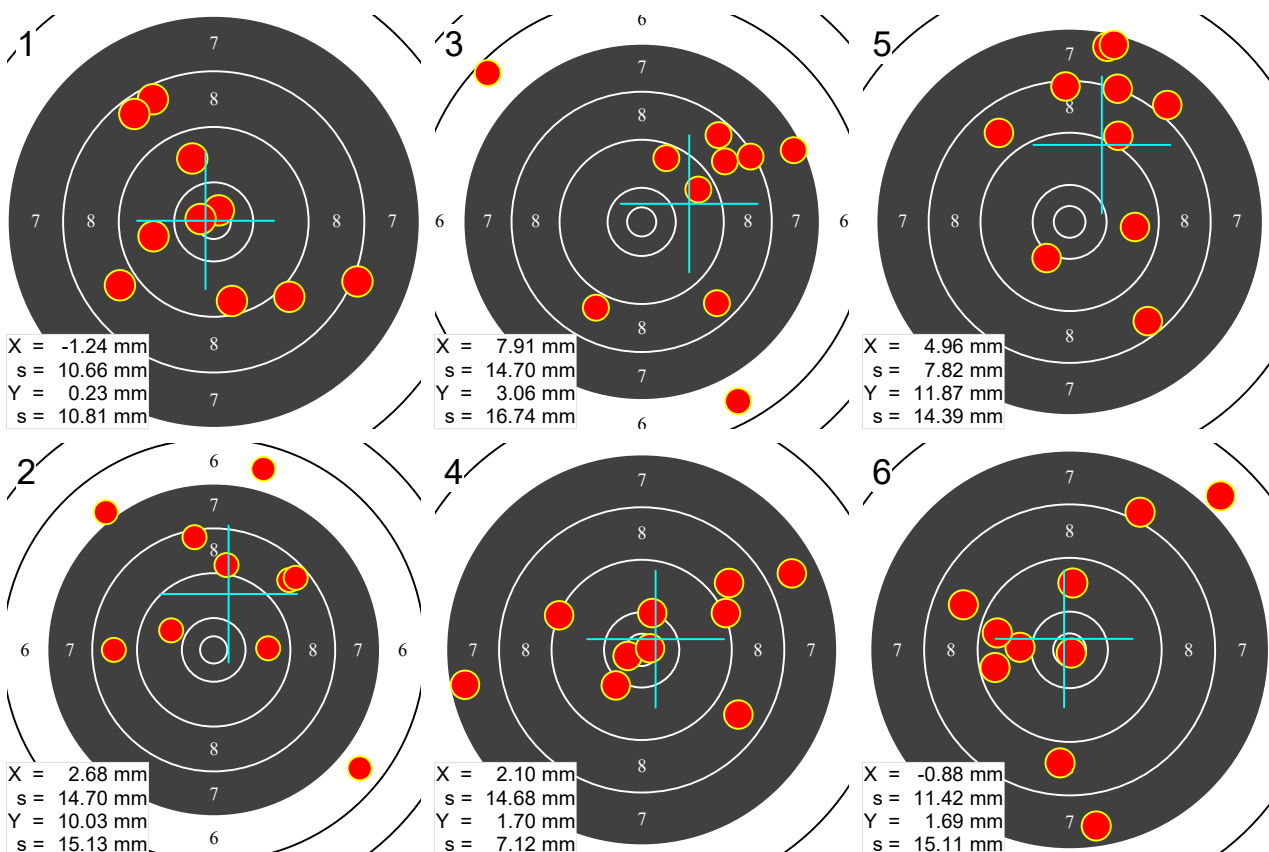 1
7
8
7 8 8 7
8
7
X = -1.24 mm
s = 10.66 mm
Y = 0.23 mm
s = 10.81 mm
3
6
7
8
6 7 8 8 7 6
8
7
6
X = 7.91 mm
s = 14.70 mm
Y = 3.06 mm
s = 16.74 mm
5
7
8
7 8 8 7
8
7
X = 4.96 mm
s = 7.82 mm
Y = 11.87 mm
s = 14.39 mm
2
6
7
8
6 7 8 7 6
8
7
6
X = 2.68 mm
s = 14.70 mm
Y = 10.03 mm
s = 15.13 mm
4
7
8
7 8 8 7
8
7
X = 2.10 mm
s = 14.68 mm
Y = 1.70 mm
s = 7.12 mm
6
7
8
7 8 8 7
7
X = -0.88 mm
s = 11.42 mm
Y = 1.69 mm
s = 15.11 mm